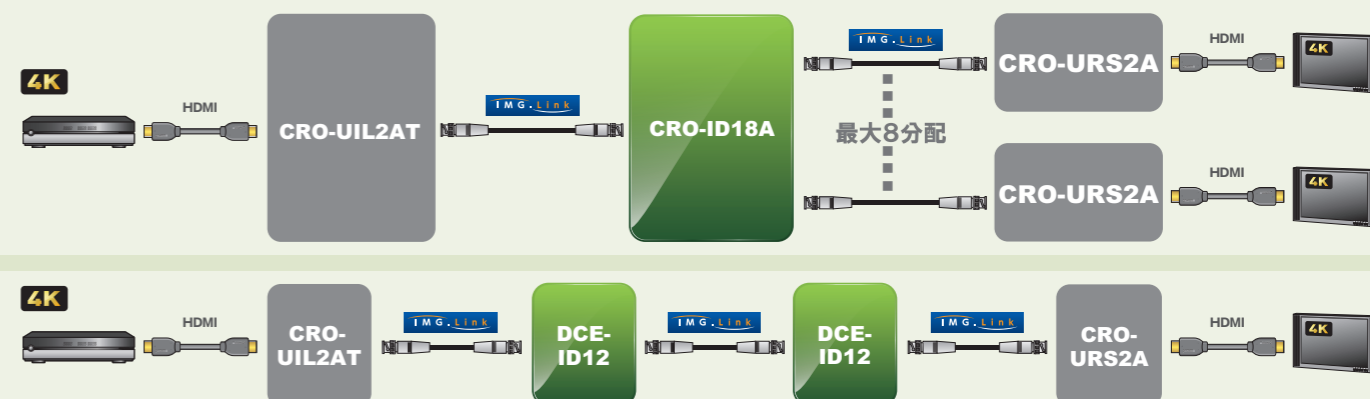 4K
HDMI
CRO-UIL2AT
IMG.Link
CRO-ID18A
IMG.Link
最大8分配
CRO-URS2A
HDMI
4K
CRO-URS2A
HDMI
4K
4K
HDMI
CRO-
UIL2AT
IMG.Link
DCE-
ID12
IMG.Link
DCE-
ID12
IMG.Link
CRO-
URS2A
HDMI
4K